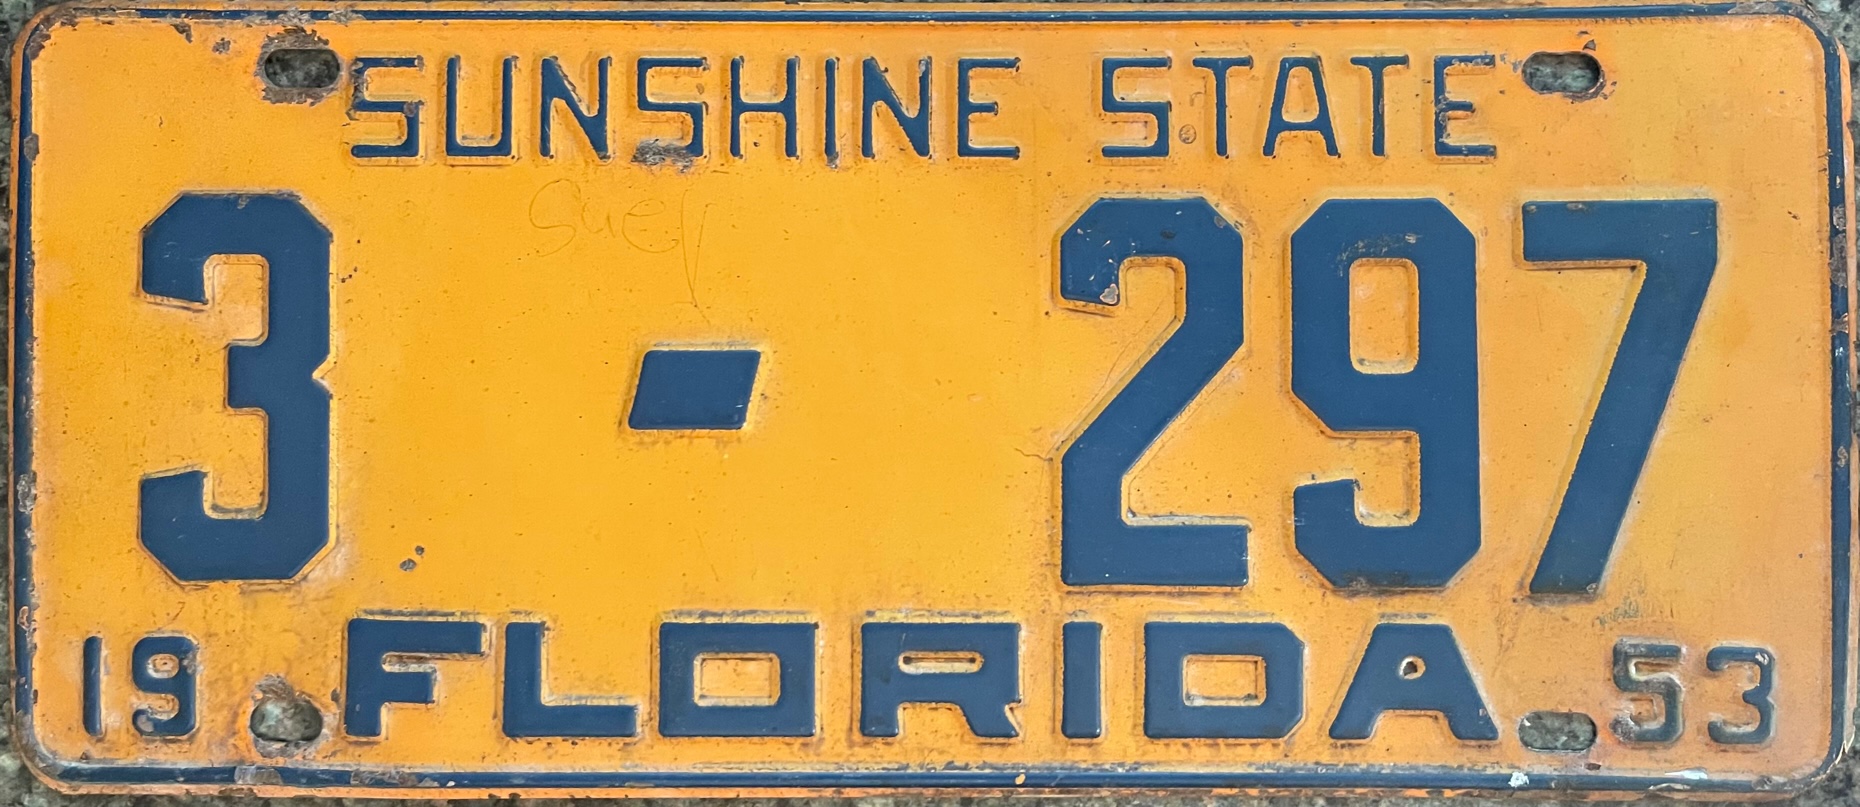 SUNSHINE STATE
3 - 297
19 FLORIDA 53